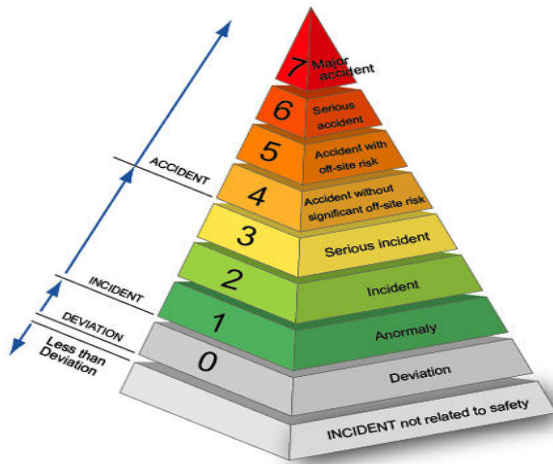 7 Major
accident
6 Serious
accident
5 Accident with
off-site risk
4 Accident without
significant off-site risk
3 Serious incident
2 Incident
1 Anormaly
0 Deviation
INCIDENT not related to safety
ACCIDENT
INCIDENT
DEVIATION
Less than
Deviation